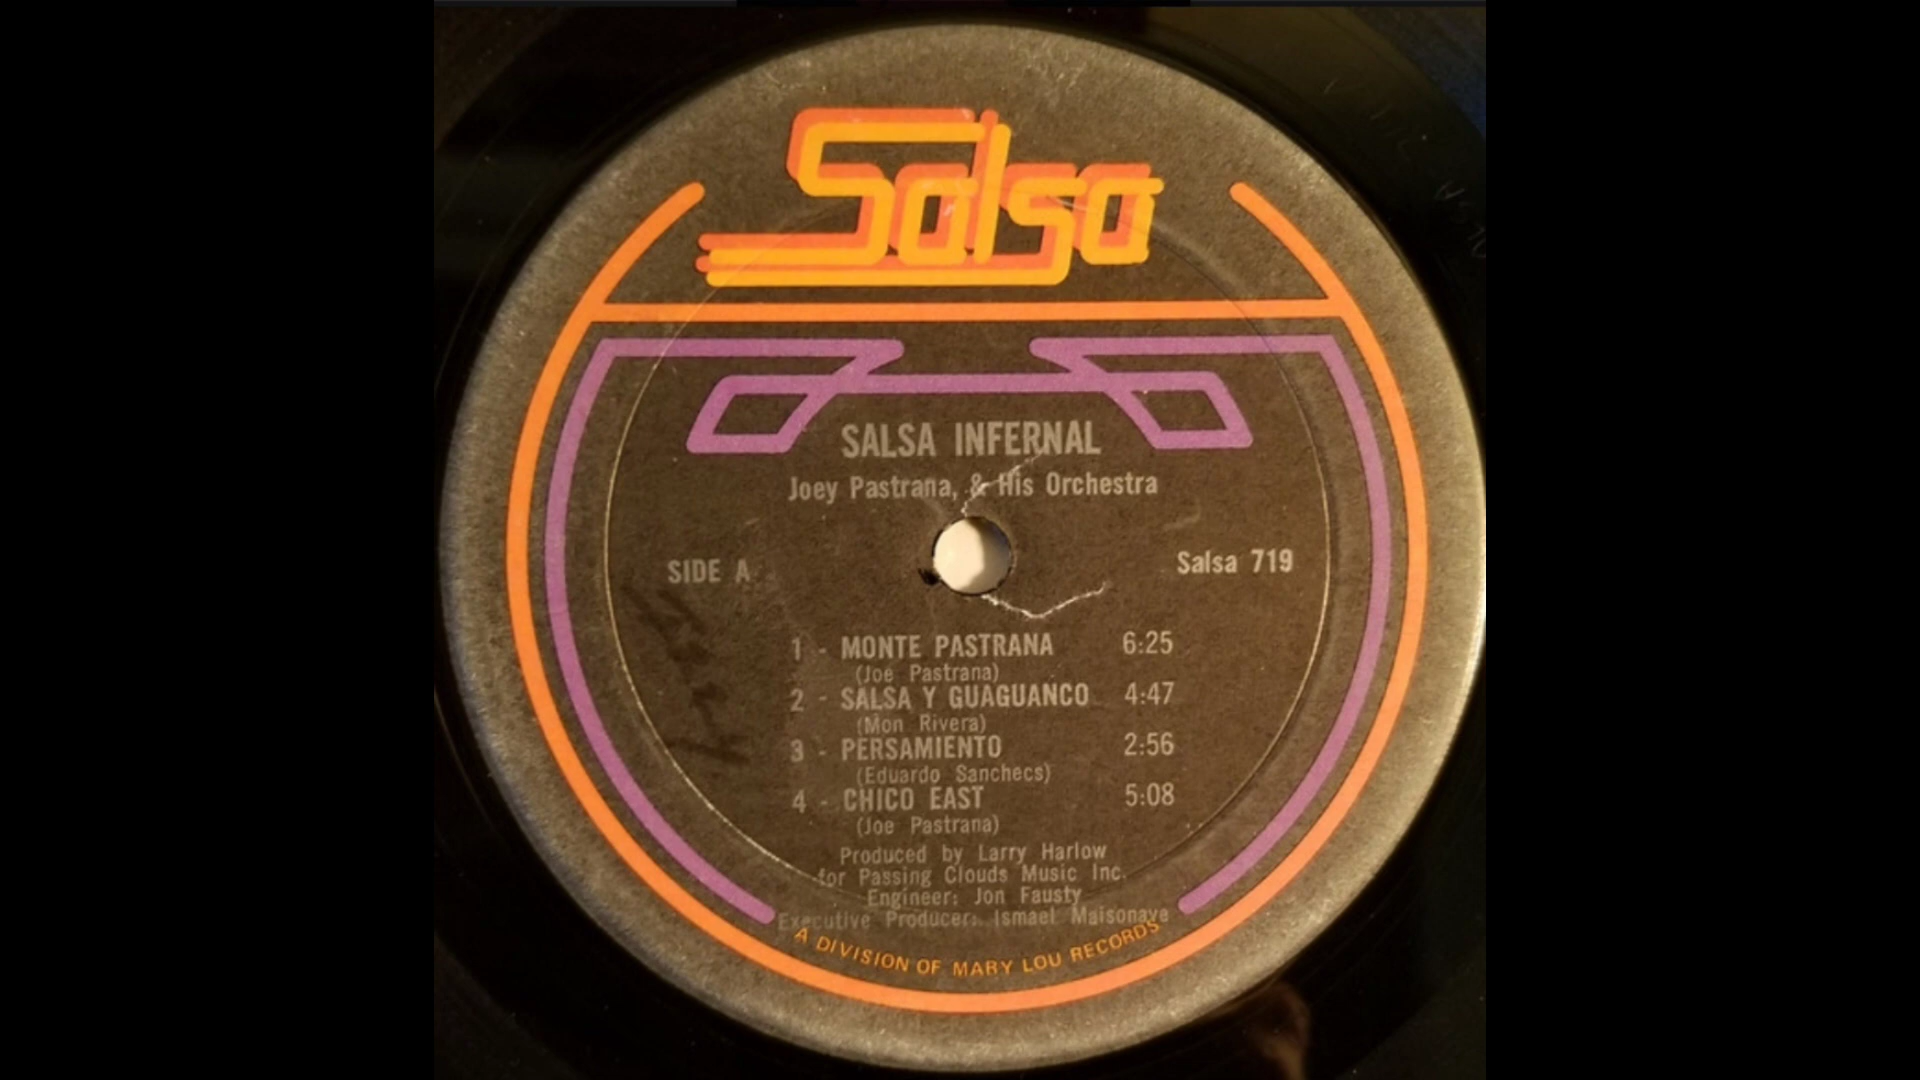 Salsa
SALSA INFERNAL
Joey Pastrana, & His Orchestra
SIDE A
Salsa 719
1 - MONTE PASTRANA 6:25
(Joe Pastrana)
2 - SALSA Y GUAGUANCO 4:47
(Mon Rivera)
3 - PERSAMIENTO 2:56
(Eduardo Sanchecs)
4 - CHICO EAST 5:08
(Joe Pastrana)
Produced by Larry Harlow
for Passing Clouds Music Inc.
Engineer: Jon Fausty
Executive Producer: Ismael Maisonave
A DIVISION OF MARY LOU RECORDS